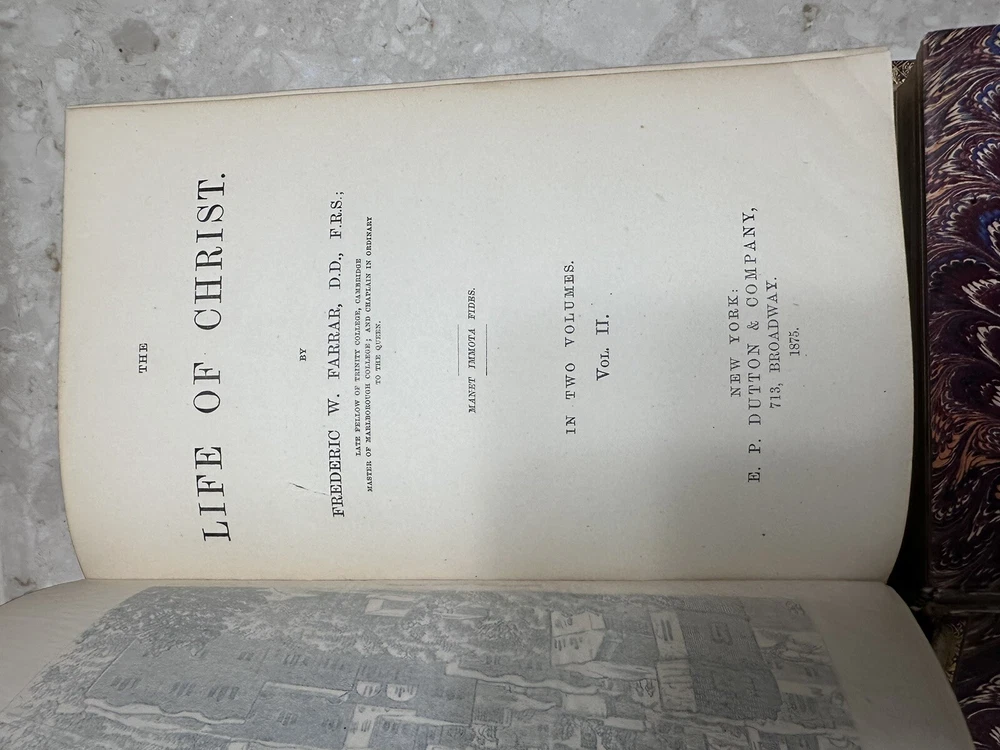 THE
LIFE OF CHRIST.
BY
FREDERIC W. FARRAR, D.D., F.R.S.;
LATE FELLOW OF TRINITY COLLEGE, CAMBRIDGE
MASTER OF MARLBOROUGH COLLEGE; AND CHAPLAIN IN ORDINARY
TO THE QUEEN.
MANET IMMOTA FIDES.
IN TWO VOLUMES.
VOL. II.
NEW YORK:
E. P. DUTTON & COMPANY,
713, BROADWAY.
1875.